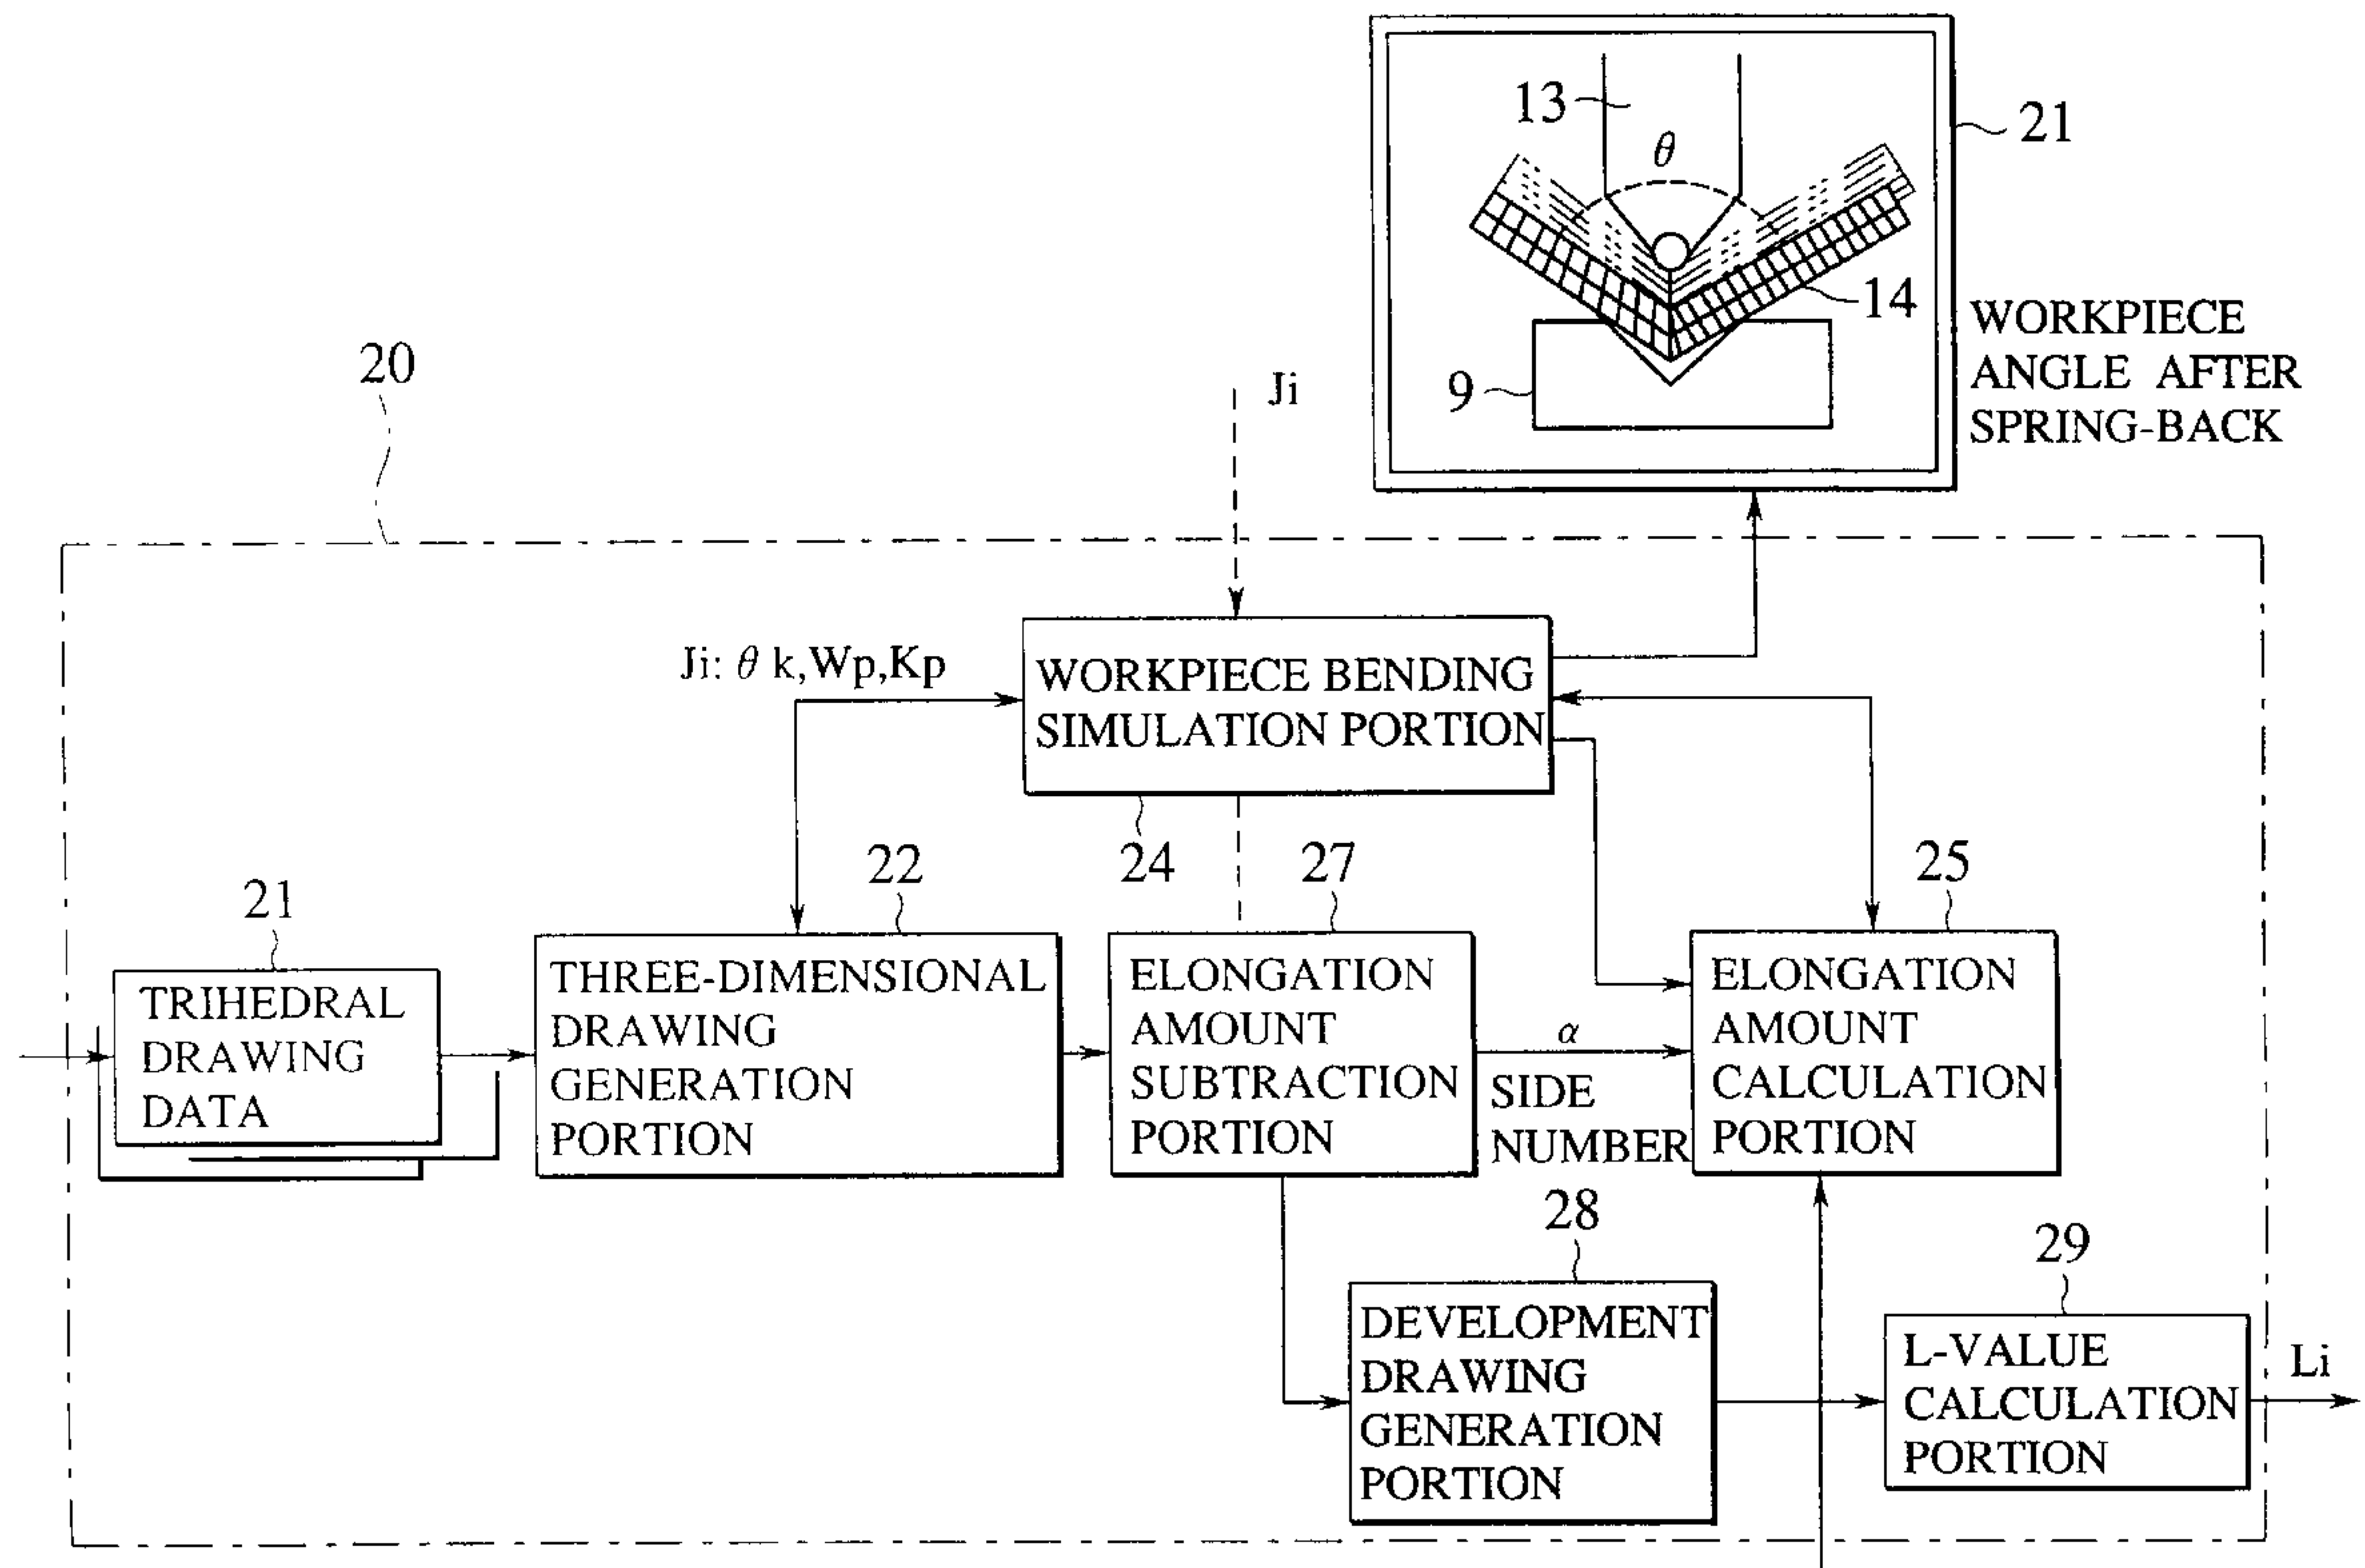 13
θ
21
14
9
WORKPIECE
ANGLE AFTER
SPRING-BACK
20
Ji
Ji: θ k,Wp,Kp
WORKPIECE BENDING
SIMULATION PORTION
24
27
22
25
21
TRIHEDRAL
DRAWING
DATA
THREE-DIMENSIONAL
DRAWING
GENERATION
PORTION
ELONGATION
AMOUNT
SUBTRACTION
PORTION
α
SIDE
NUMBER
ELONGATION
AMOUNT
CALCULATION
PORTION
28
DEVELOPMENT
DRAWING
GENERATION
PORTION
29
L-VALUE
CALCULATION
PORTION
Li